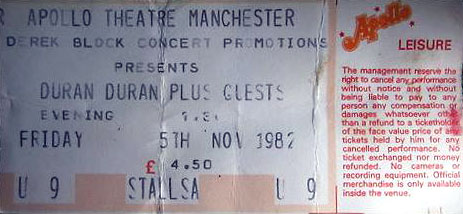 R APOLLO THEATRE MANCHESTER
DEREK BLOCK CONCERT PROMOTIONS
PRESENTS
DURAN DURAN PLUS GUESTS
EVENING 7.30
FRIDAY 5TH NOV 1982
£ 4.50
U 9 STALLSA U 9
Apollo
LEISURE
The management reserve the
right to cancel any performance
without notice and without
being liable to pay to any
person any compensation or
damages whatsoever other
than a refund to a ticketholder
of the face value price of any
tickets held by him for any
cancelled performance. No
ticket exchanged nor money
refunded. No cameras or
recording equipment. Official
merchandise is only available
inside the venue.